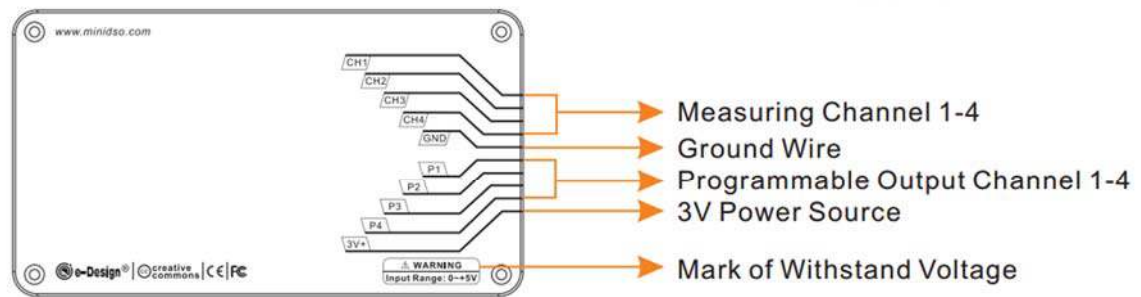 www.minidso.com
CH1
CH2
CH3
CH4
GND
P1
P2
P3
P4
3V+
Measuring Channel 1-4
Ground Wire
Programmable Output Channel 1-4
3V Power Source
Mark of Withstand Voltage
e-Design® creative commons CE FC
⚠ WARNING
Input Range: 0~+5V